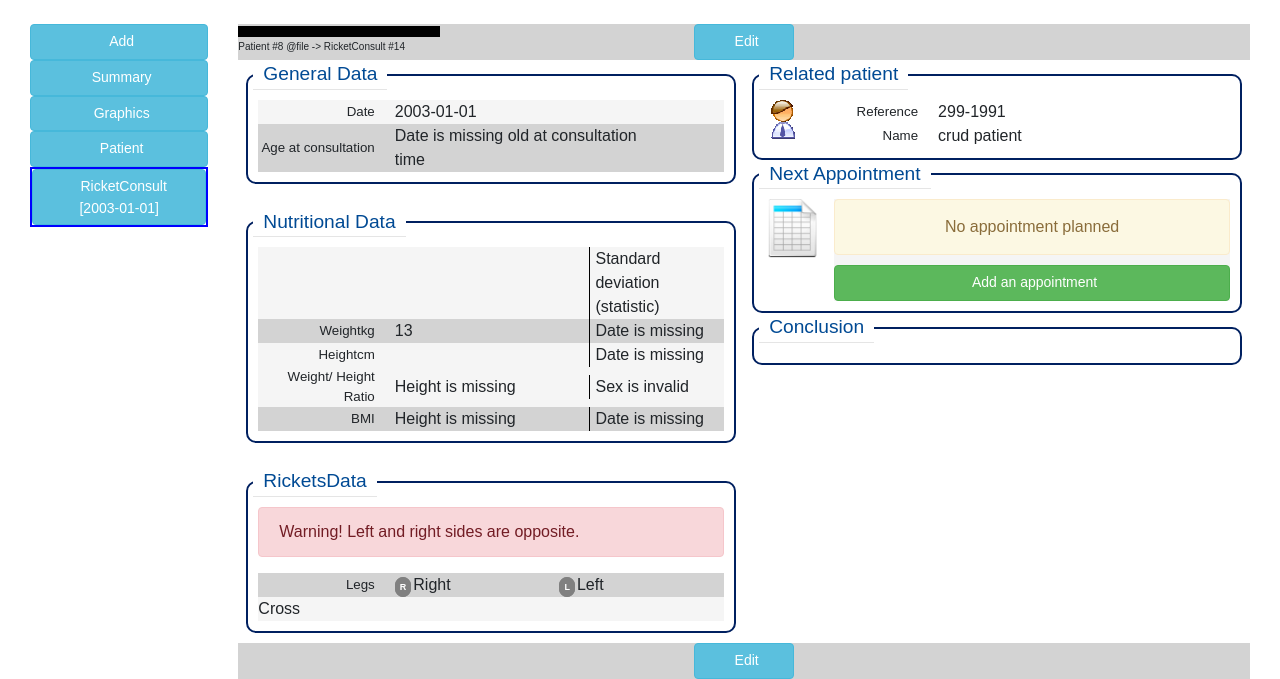 Add
Summary
Graphics
Patient
RicketConsult
[2003-01-01]
Patient #8 @file -> RicketConsult #14
Edit
General Data
Date 2003-01-01
Age at consultation Date is missing old at consultation
time
Nutritional Data
Standard
deviation
(statistic)
Weightkg 13 Date is missing
Heightcm Date is missing
Weight/ Height
Ratio Height is missing Sex is invalid
BMI Height is missing Date is missing
RicketsData
Warning! Left and right sides are opposite.
Legs R Right L Left
Cross
Related patient
Reference 299-1991
Name crud patient
Next Appointment
No appointment planned
Add an appointment
Conclusion
Edit